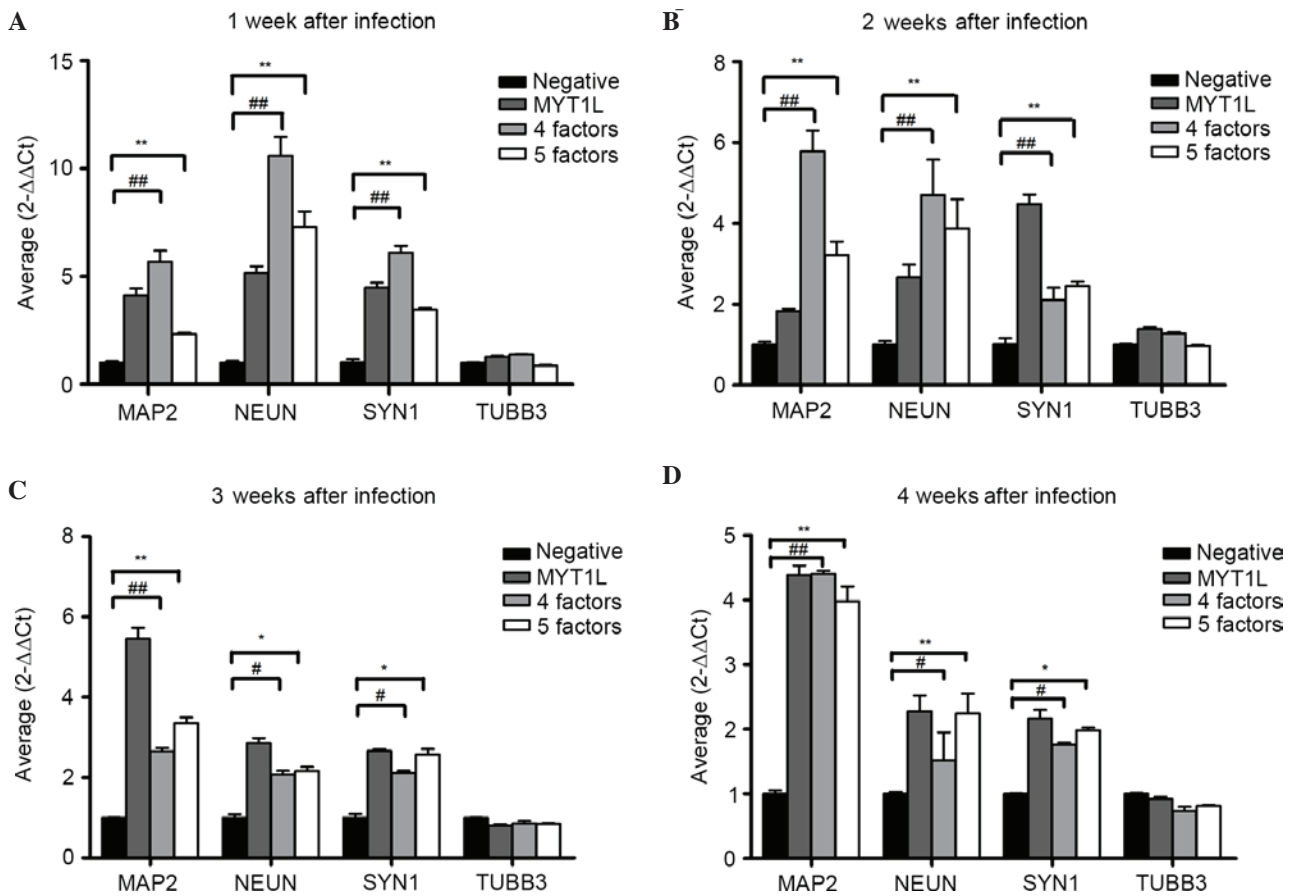 A
1 week after infection
Average (2-ΔΔCt)
15
10
5
0
**
##
**
##
**
##
Negative
MYT1L
4 factors
5 factors
MAP2 NEUN SYN1 TUBB3
B
2 weeks after infection
Average (2-ΔΔCt)
8
6
4
2
0
**
##
**
##
**
##
Negative
MYT1L
4 factors
5 factors
MAP2 NEUN SYN1 TUBB3
C
3 weeks after infection
Average (2-ΔΔCt)
8
6
4
2
0
**
##
*
#
*
#
Negative
MYT1L
4 factors
5 factors
MAP2 NEUN SYN1 TUBB3
D
4 weeks after infection
Average (2-ΔΔCt)
5
4
3
2
1
0
**
##
**
#
*
#
Negative
MYT1L
4 factors
5 factors
MAP2 NEUN SYN1 TUBB3